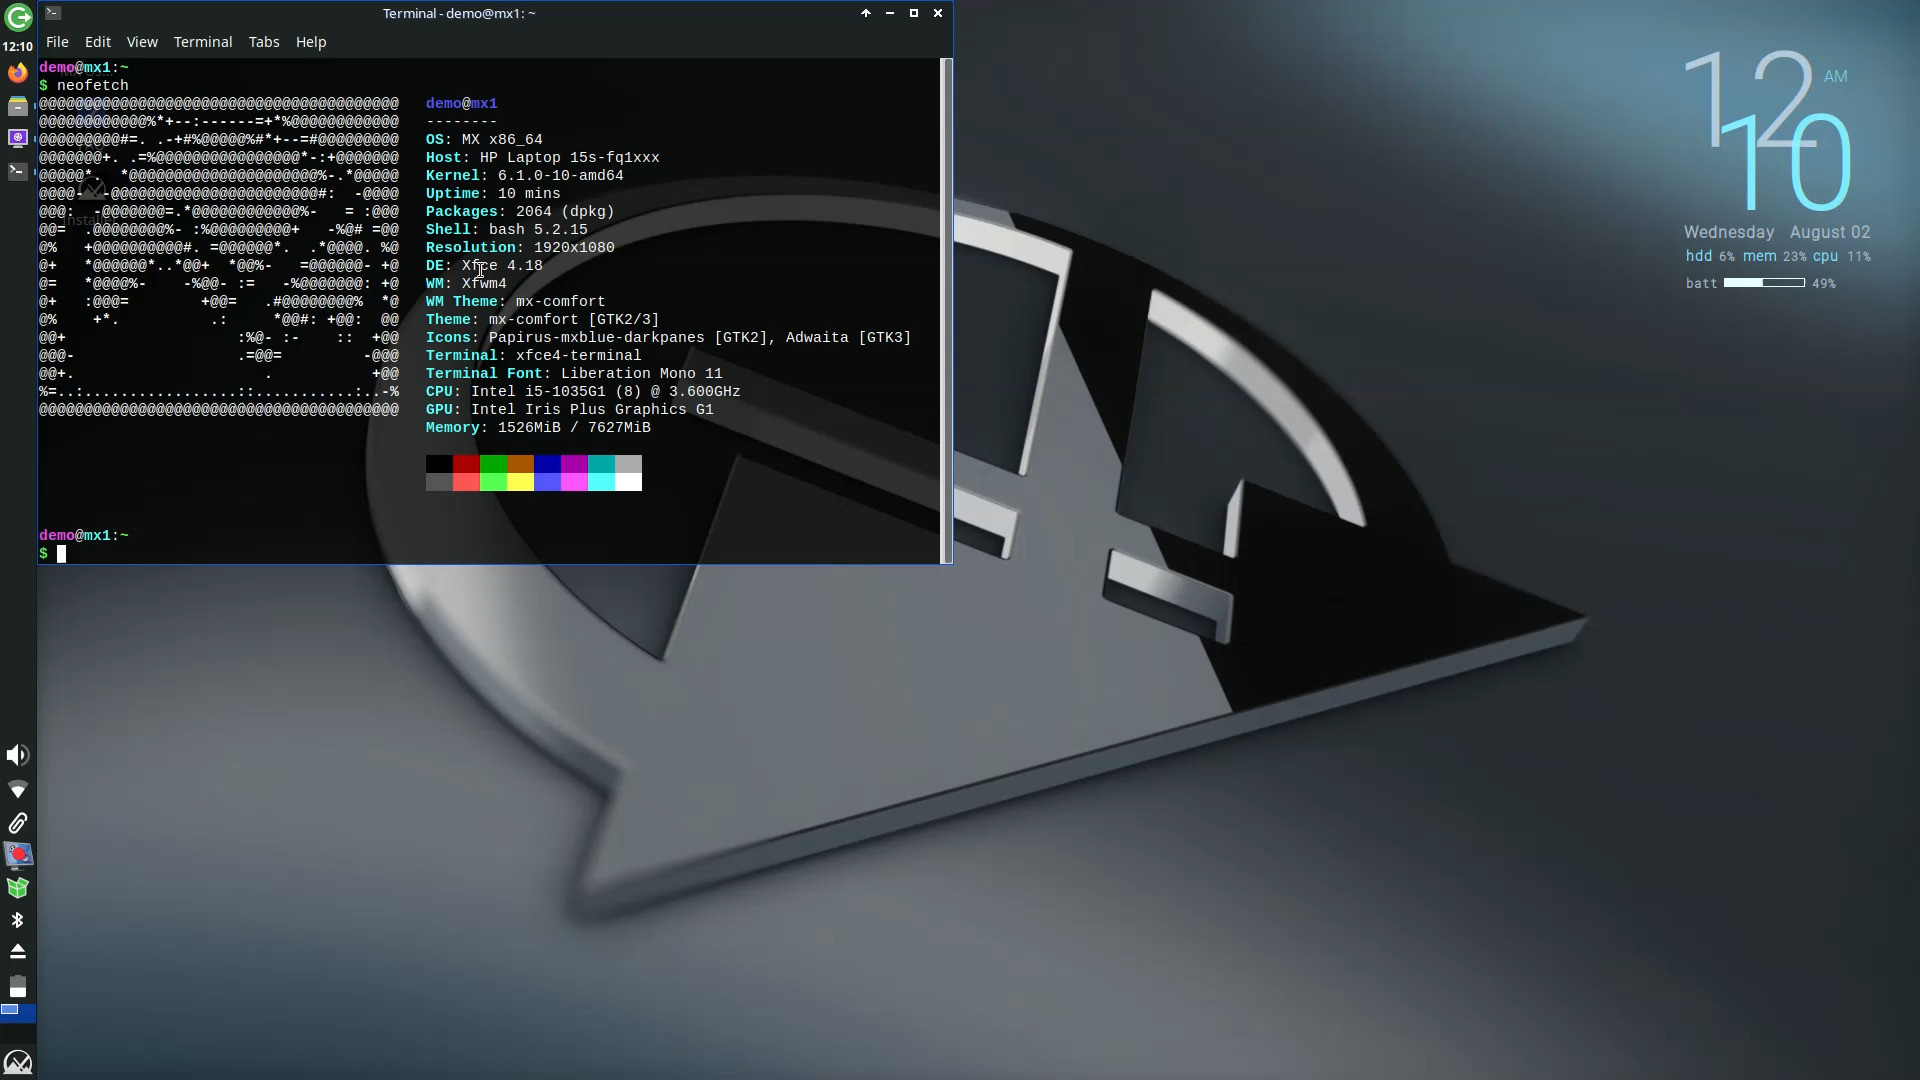 Terminal - demo@mx1: ~
File Edit View Terminal Tabs Help
12:10
demo@mx1:~
$ neofetch
@@@@@@@@@@@@@@@@@@@@@@@@@@@@@@@@@@@@@@@@ demo@mx1
@@@@@@@@@@@@%*+--:------=+*%@@@@@@@@@@@@ --------
@@@@@@@@@#=. .-+#%@@@@@%#*+--=#@@@@@@@@@ OS: MX x86_64
@@@@@@@+. .=%@@@@@@@@@@@@@@@@*-:+@@@@@@@ Host: HP Laptop 15s-fq1xxx
@@@@@*.  *@@@@@@@@@@@@@@@@@@@@@%-.*@@@@@ Kernel: 6.1.0-10-amd64
@@@@-  -@@@@@@@@@@@@@@@@@@@@@@@#:  -@@@@ Uptime: 10 mins
@@@:  -@@@@@@@=.*@@@@@@@@@@@@%-   = :@@@ Packages: 2064 (dpkg)
@@=  .@@@@@@@@%- :%@@@@@@@@@+   -%@# =@@ Shell: bash 5.2.15
@%   +@@@@@@@@@@#. =@@@@@@*.  .*@@@@. %@ Resolution: 1920x1080
@+   *@@@@@@*..*@@+  *@@%-   =@@@@@@- +@ DE: Xfce 4.18
@=   *@@@@%-    -%@@- :=   -%@@@@@@@: +@ WM: Xfwm4
@+   :@@@=        +@@=   .#@@@@@@@@%  *@ WM Theme: mx-comfort
@%    +*.          .:     *@@#: +@@:  @@ Theme: mx-comfort [GTK2/3]
@@+                   :%@- :-    ::  +@@ Icons: Papirus-mxblue-darkpanes [GTK2], Adwaita [GTK3]
@@@-                  .=@@=         -@@@ Terminal: xfce4-terminal
@@+.                     .           +@@ Terminal Font: Liberation Mono 11
%=..:.................::...........:..-% CPU: Intel i5-1035G1 (8) @ 3.600GHz
@@@@@@@@@@@@@@@@@@@@@@@@@@@@@@@@@@@@@@@@ GPU: Intel Iris Plus Graphics G1
Memory: 1526MiB / 7627MiB
demo@mx1:~
$
12 AM
10
Wednesday August 02
hdd 6% mem 23% cpu 11%
batt 49%